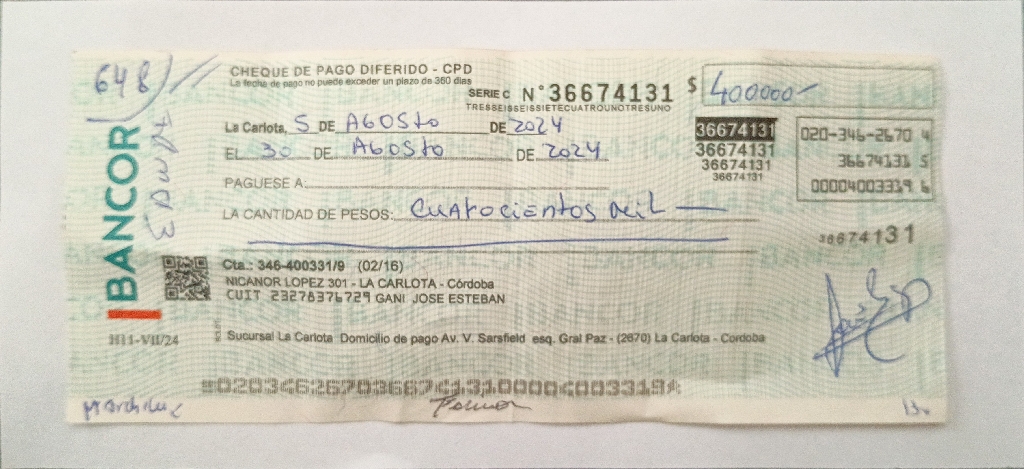 648
CHEQUE DE PAGO DIFERIDO - CPD
La fecha de pago no puede exceder un plazo de 360 días
SERIE C N° 36674131
TRESSEISSEISSIETECUATROUNOTRESUNO
$ 400000-
La Carlota, 5 DE AGOSTO DE 2024
EL 30 DE AGOSTO DE 2024
PAGUESE A:
LA CANTIDAD DE PESOS: CUATROCIENTOS MIL
36674131
36674131
36674131
36674131
020-346-2670 4
36674131 5
00004003319 6
36674131
BANCOR
Cta.: 346-400331/9 (02/16)
NICANOR LOPEZ 301 - LA CARLOTA - Córdoba
CUIT 23278376729 GANI JOSE ESTEBAN
H11-VII/24
Sucursal La Carlota Domicilio de pago Av. V. Sarsfield esq. Gral Paz - (2670) La Carlota - Cordoba